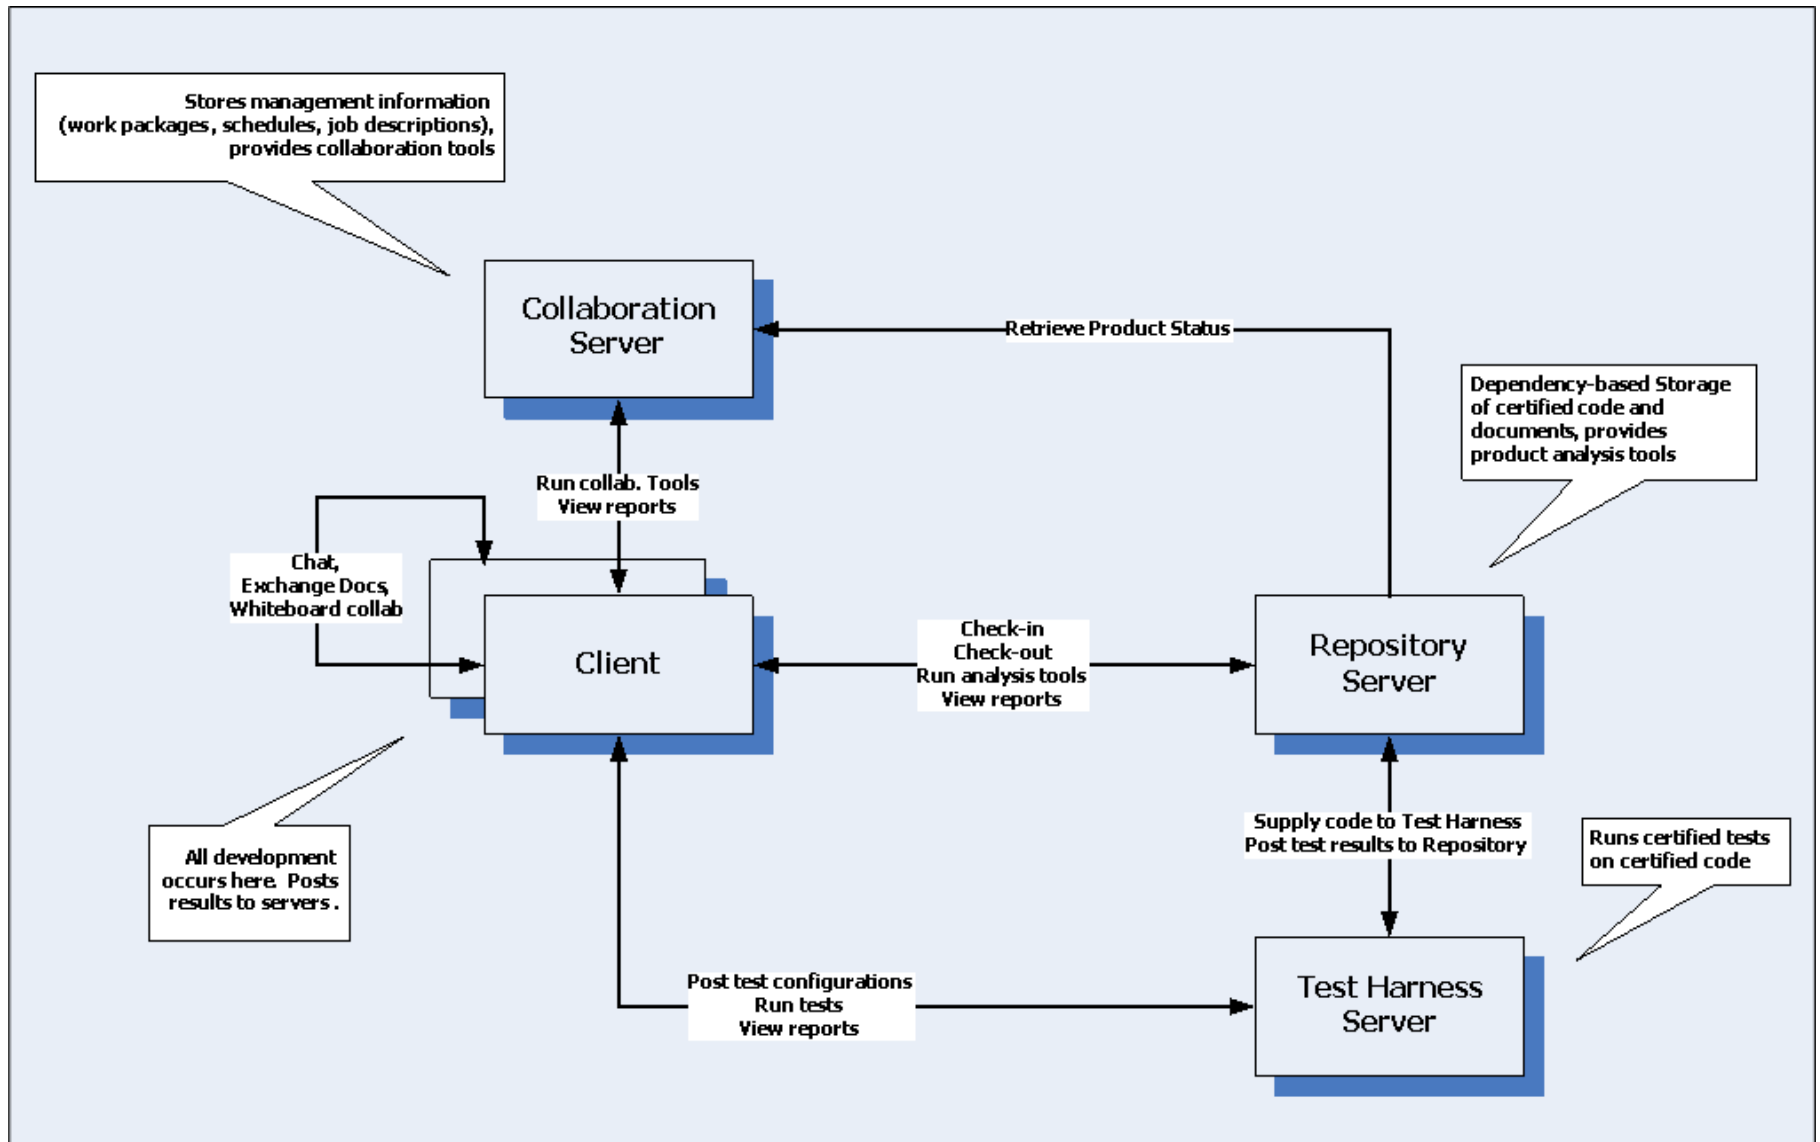 Stores management information
(work packages, schedules, job descriptions),
provides collaboration tools
Collaboration
Server
Retrieve Product Status
Dependency-based Storage
of certified code and
documents, provides
product analysis tools
Run collab. Tools
View reports
Chat,
Exchange Docs,
Whiteboard collab
Client
Check-in
Check-out
Run analysis tools
View reports
Repository
Server
All development
occurs here. Posts
results to servers.
Supply code to Test Harness
Post test results to Repository
Runs certified tests
on certified code
Post test configurations
Run tests
View reports
Test Harness
Server